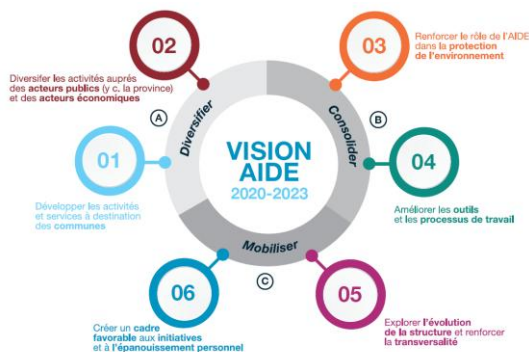 02
Diversifier les activités auprés
des acteurs publics (y c, la province)
et des acteurs économiques
03
Renforcer le rôle de l'AIDE
dans la protection
de l'environnement
A
Diversifier
B
Consolider
01
Développer les activités
et services à destination
des communes
VISION
AIDE
2020-2023
04
Améliorer les outils
et les processus de travail
Mobiliser
C
06
Créer un cadre
favorable aux initiatives
et à l'épanouissement personnel
05
Explorer l'évolution
de la structure et renforcer
la transversalité